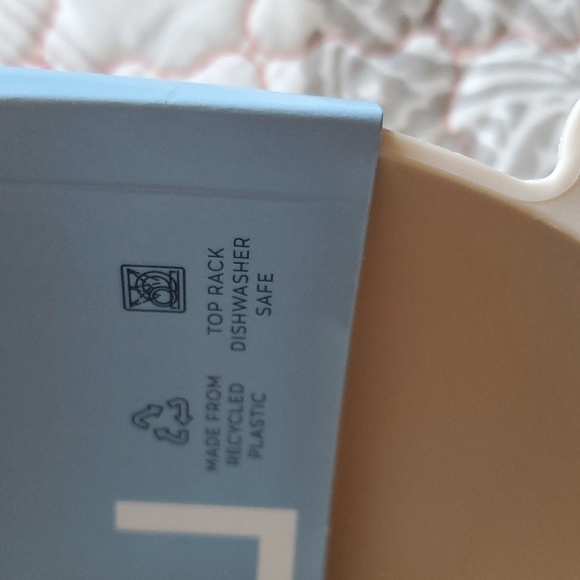 MADE FROM
RECYCLED
PLASTIC
TOP RACK
DISHWASHER
SAFE